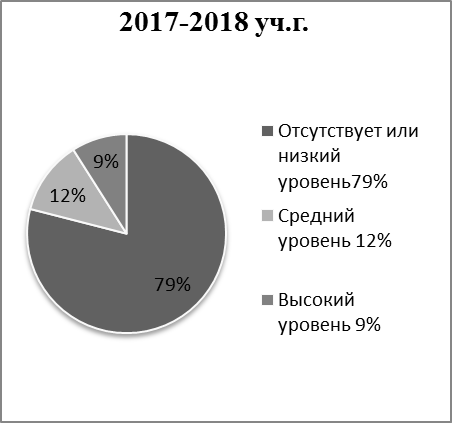 2017-2018 уч.г.
9%
12%
79%
Отсутствует или
низкий
уровень79%
Средний
уровень 12%
Высокий
уровень 9%